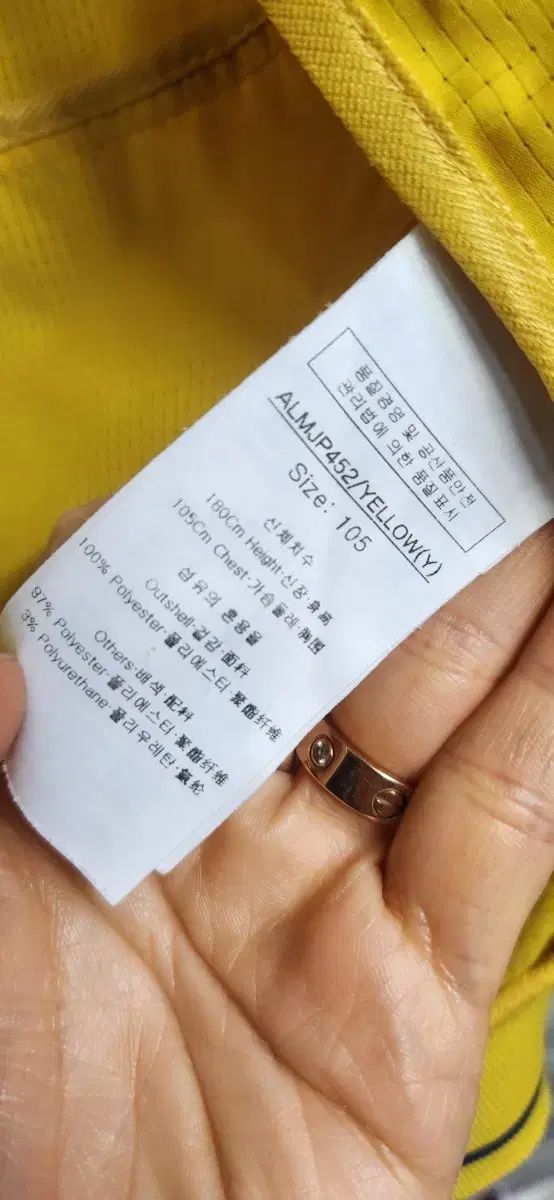 품질경영 및 공산품안전
관리법에 의한 품질표시
ALMJP452/YELLOW(Y)
Size: 105
신체치수
180Cm Height·신장·身高
105Cm Chest·가슴둘레·胸围
섬유의 혼용율
Outshell·겉감·面料
100% Polyester·폴리에스터·聚酯纤维
Others·배색·配料
97% Polyester·폴리에스터·聚酯纤维
3% Polyurethane·폴리우레탄·氨纶